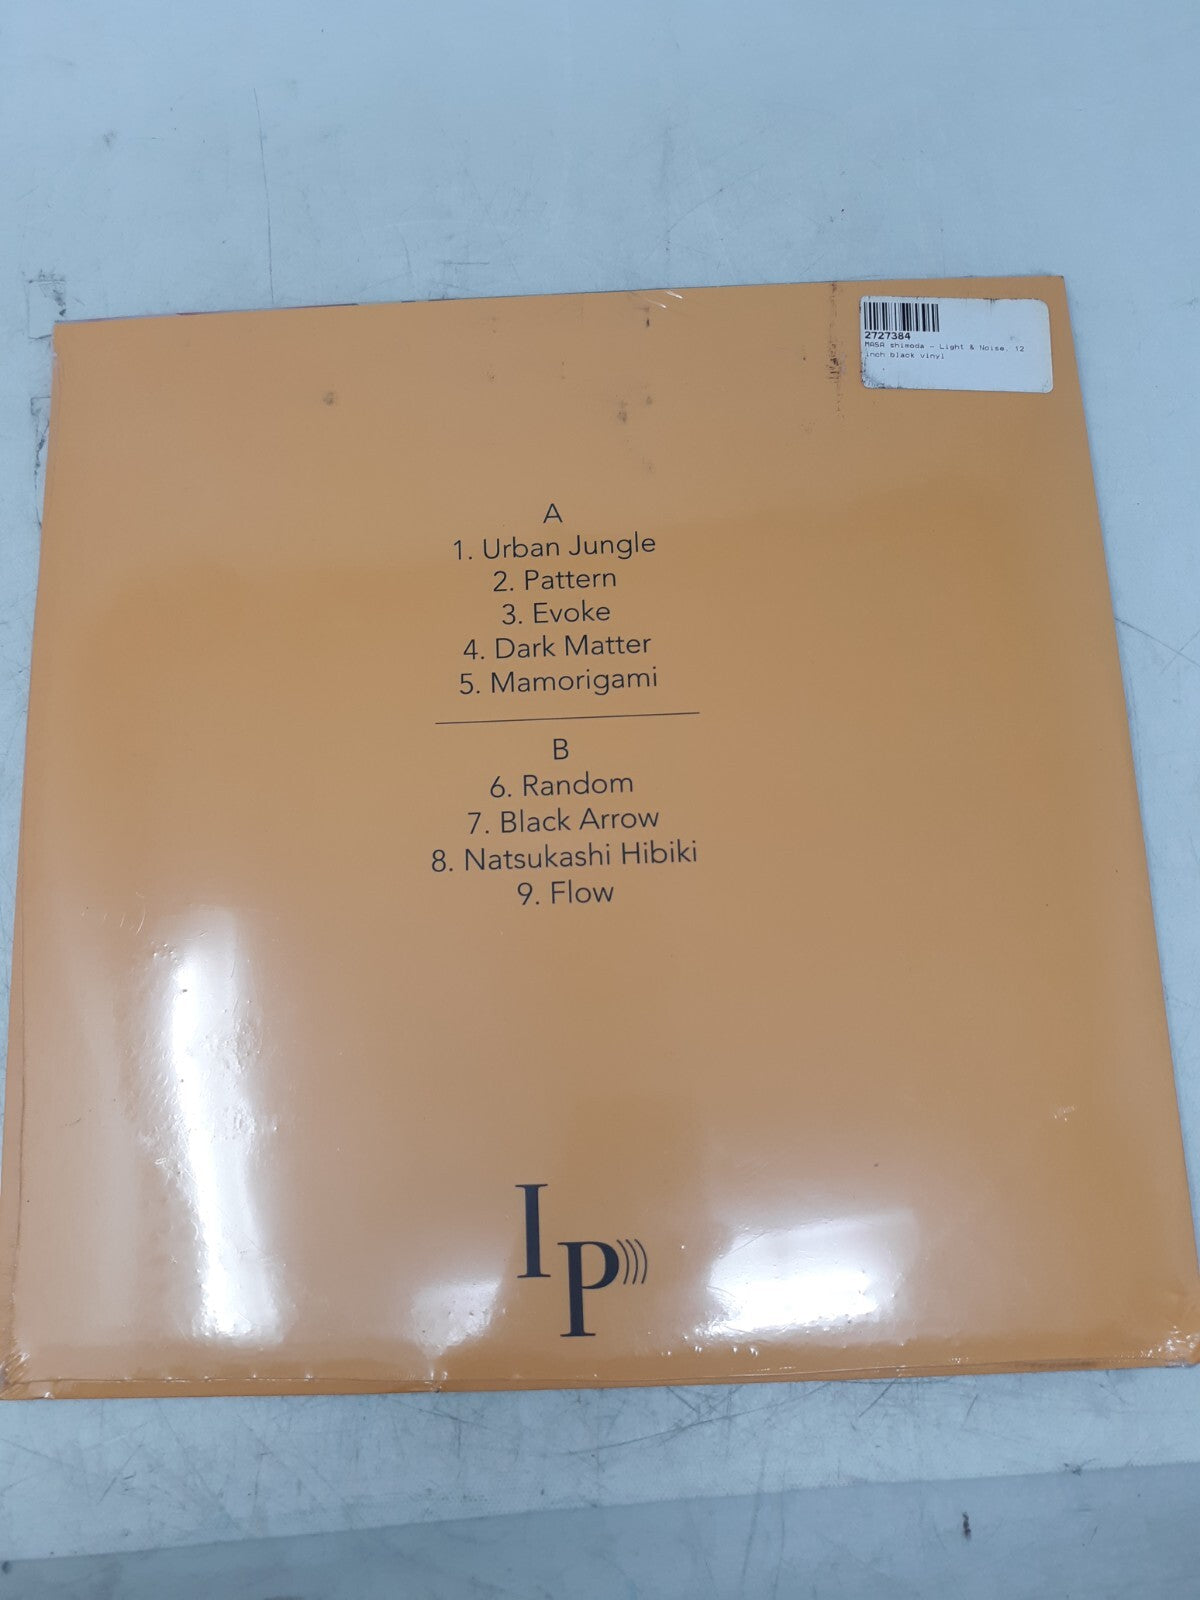 2727384
MASA shimoda - Light & Noise. 12
inch black vinyl
A
1. Urban Jungle
2. Pattern
3. Evoke
4. Dark Matter
5. Mamorigami
B
6. Random
7. Black Arrow
8. Natsukashi Hibiki
9. Flow
IP